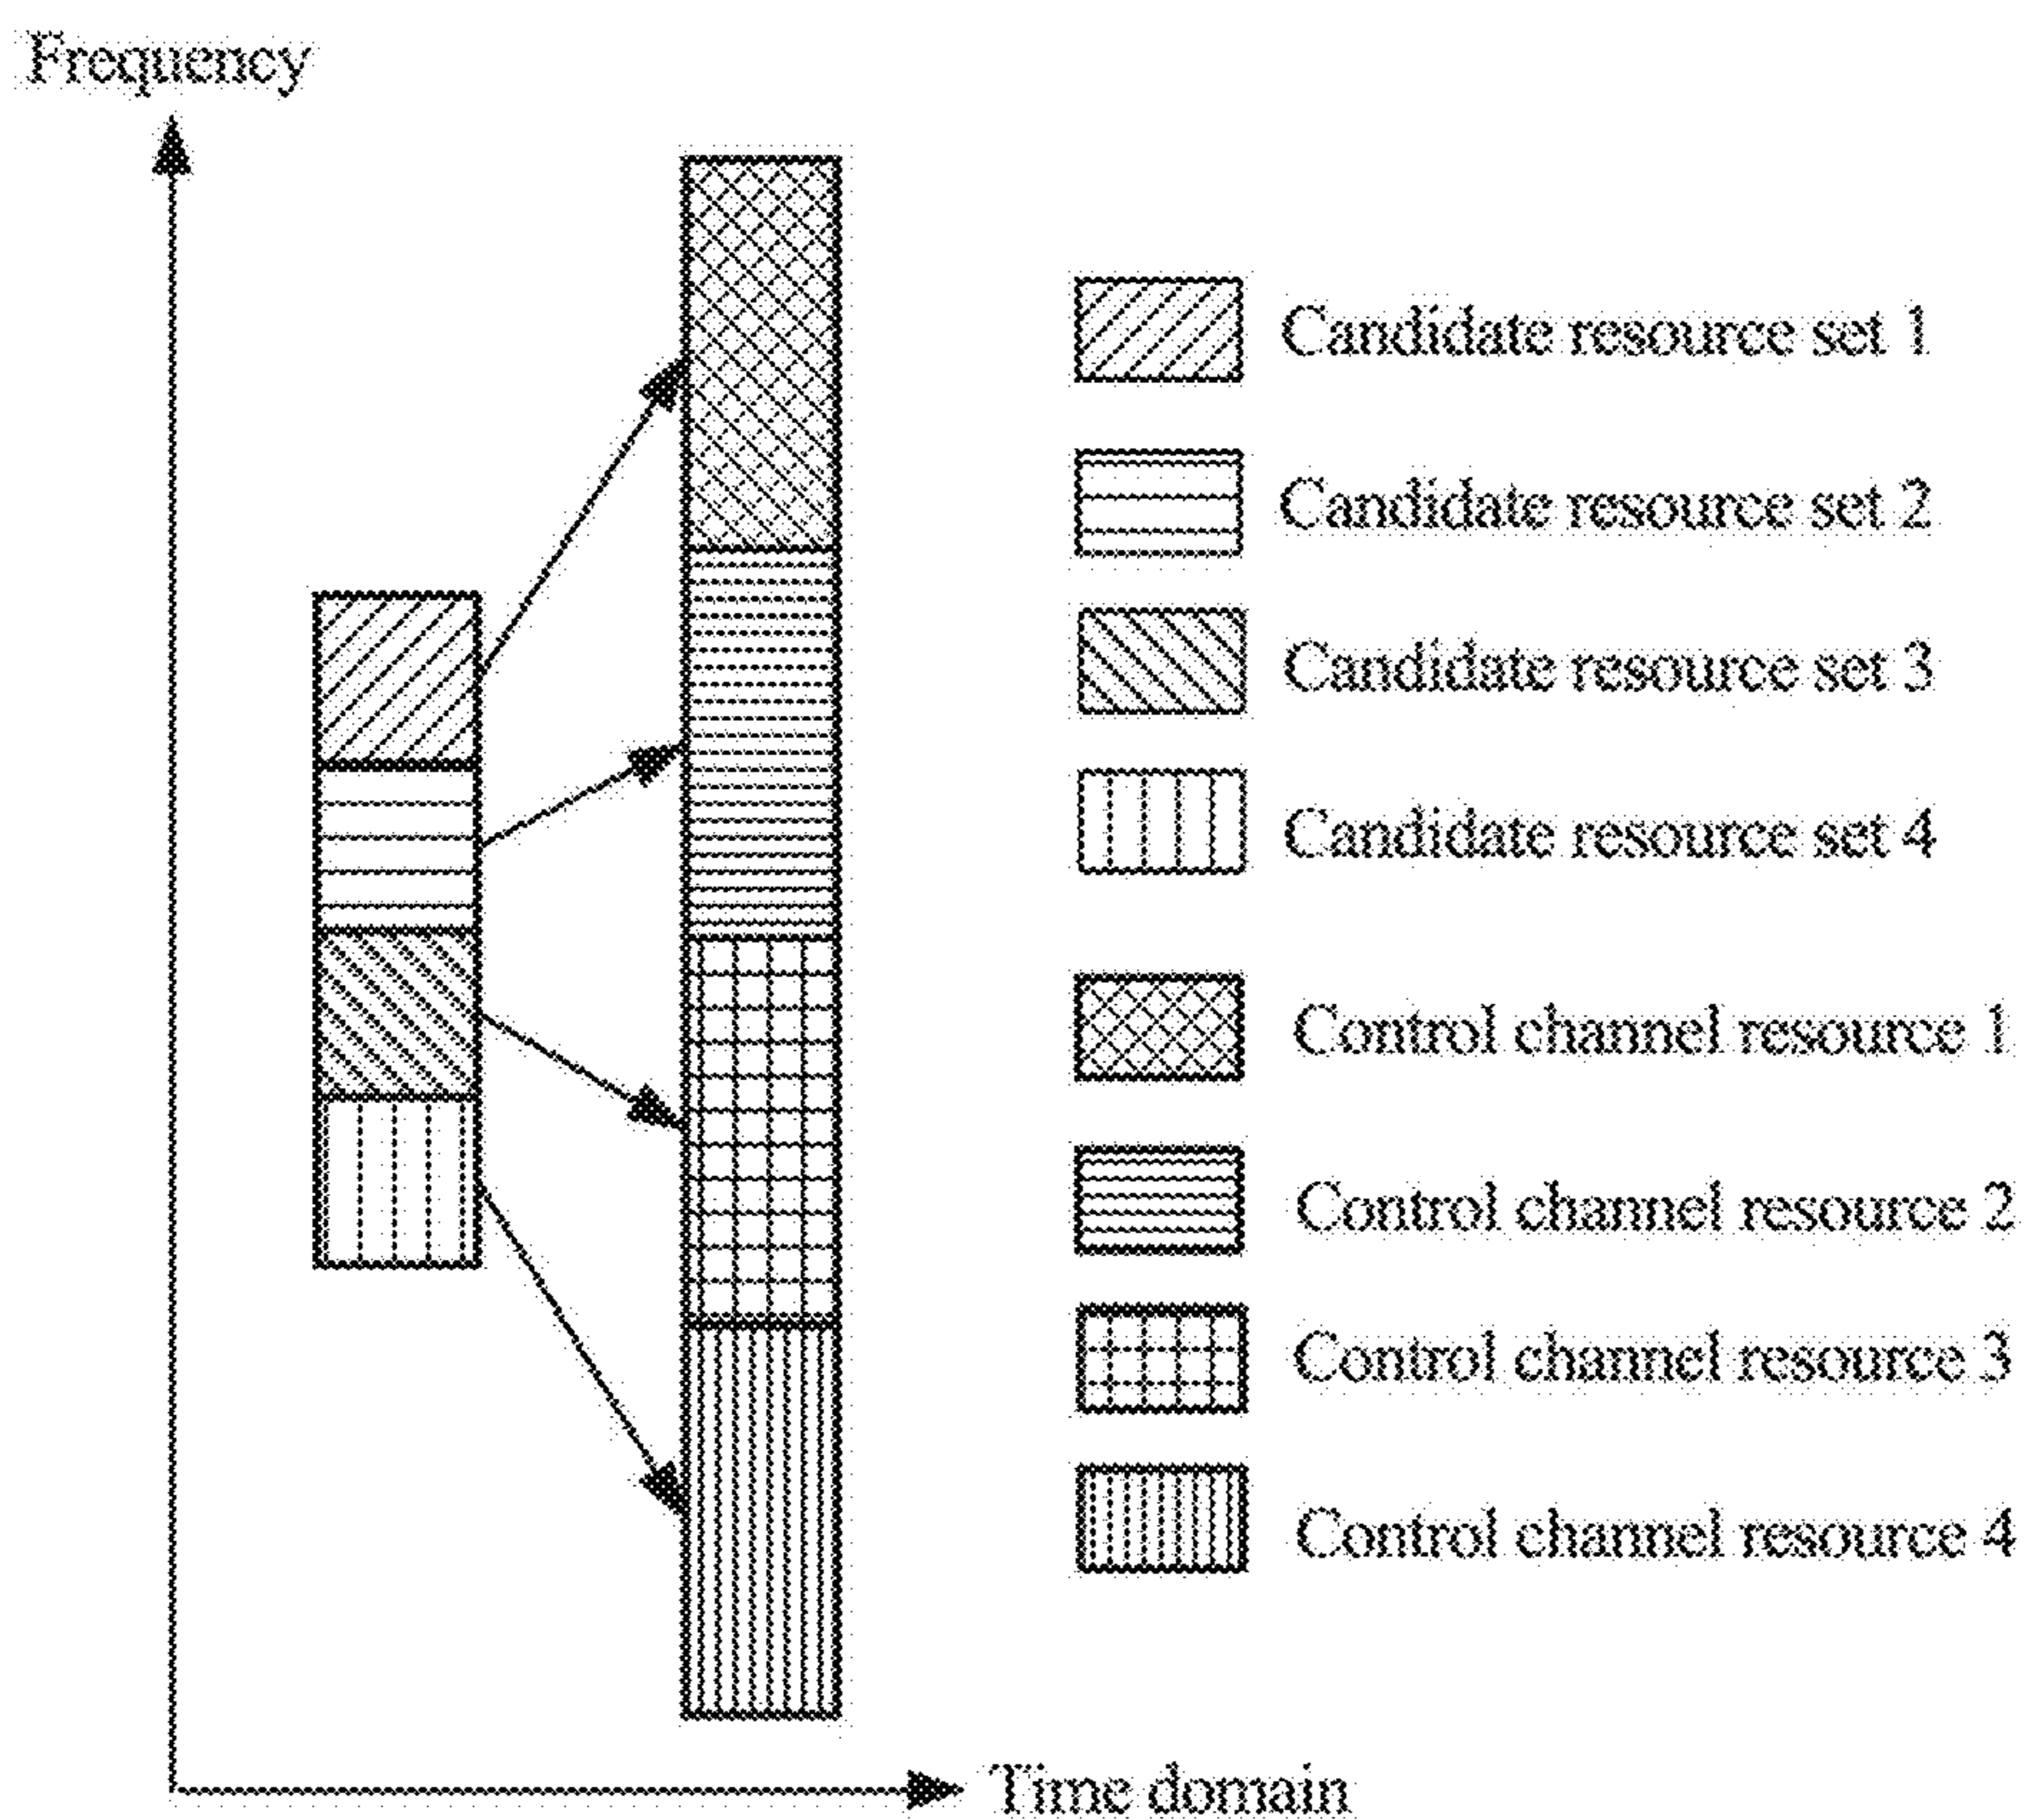 Frequency
Candidate resource set 1
Candidate resource set 2
Candidate resource set 3
Candidate resource set 4
Control channel resource 1
Control channel resource 2
Control channel resource 3
Control channel resource 4
Time domain